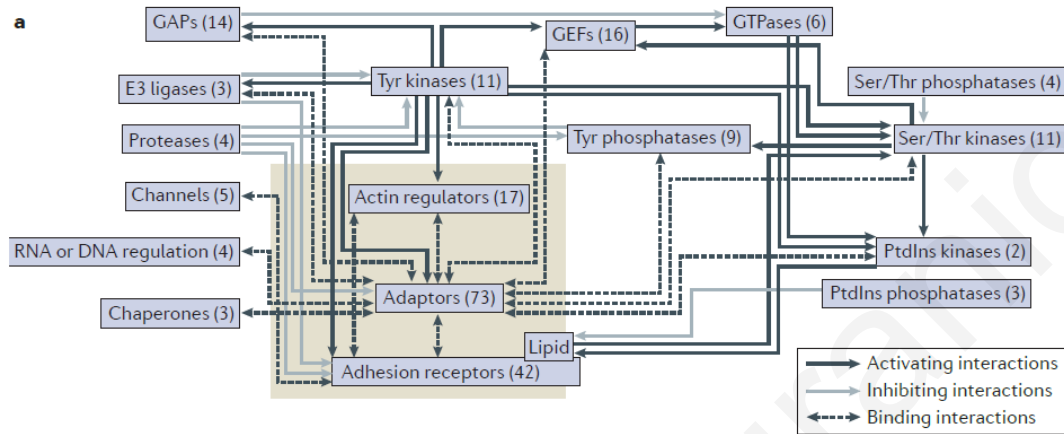 a
GAPs (14)
GEFs (16)
GTPases (6)
E3 ligases (3)
Tyr kinases (11)
Ser/Thr phosphatases (4)
Proteases (4)
Tyr phosphatases (9)
Ser/Thr kinases (11)
Channels (5)
Actin regulators (17)
RNA or DNA regulation (4)
PtdIns kinases (2)
Adaptors (73)
PtdIns phosphatases (3)
Chaperones (3)
Lipid
Adhesion receptors (42)
Activating interactions
Inhibiting interactions
Binding interactions